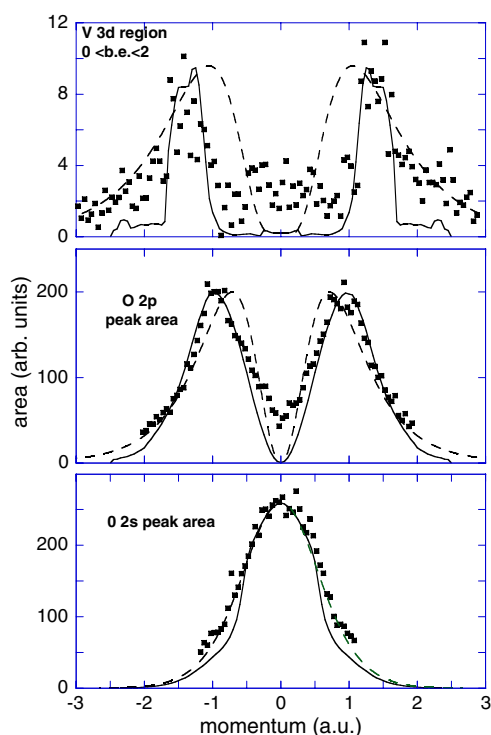 V 3d region
0 <b.e.<2
12
8
4
0
O 2p
peak area
200
100
0
area (arb. units)
0 2s peak area
200
100
0
-3 -2 -1 0 1 2 3
momentum (a.u.)